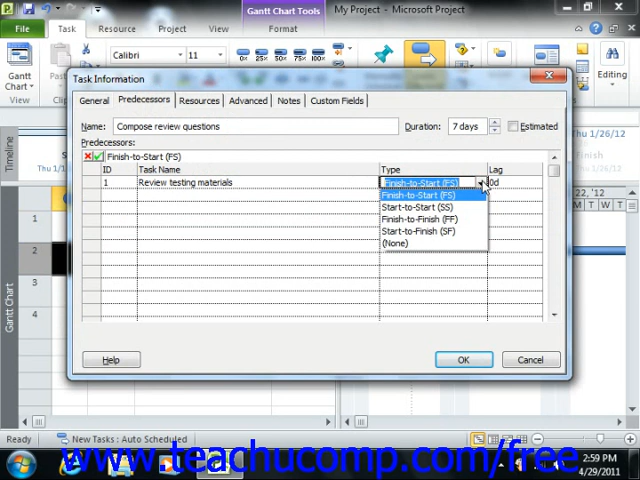 Gantt Chart Tools
My Project - Microsoft Project
File
Task
Resource
Project
View
Format
Gantt Chart
View
Paste
Calibri
11
Editing
Task Information
General
Predecessors
Resources
Advanced
Notes
Custom Fields
Name:
Compose review questions
Duration:
7 days
Estimated
Predecessors:
Finish-to-Start (FS)
ID
Task Name
Type
Lag
1
Review testing materials
Finish-to-Start (FS)
0d
Finish-to-Start (FS)
Start-to-Start (SS)
Finish-to-Finish (FF)
Start-to-Finish (SF)
(None)
Help
OK
Cancel
Timeline
Thu 1/26/12
Finish
22, '12
M T W T F S
1
2
3
4
Gantt Chart
Ready
New Tasks : Auto Scheduled
www.teachucomp.com/free
2:59 PM
4/29/2011